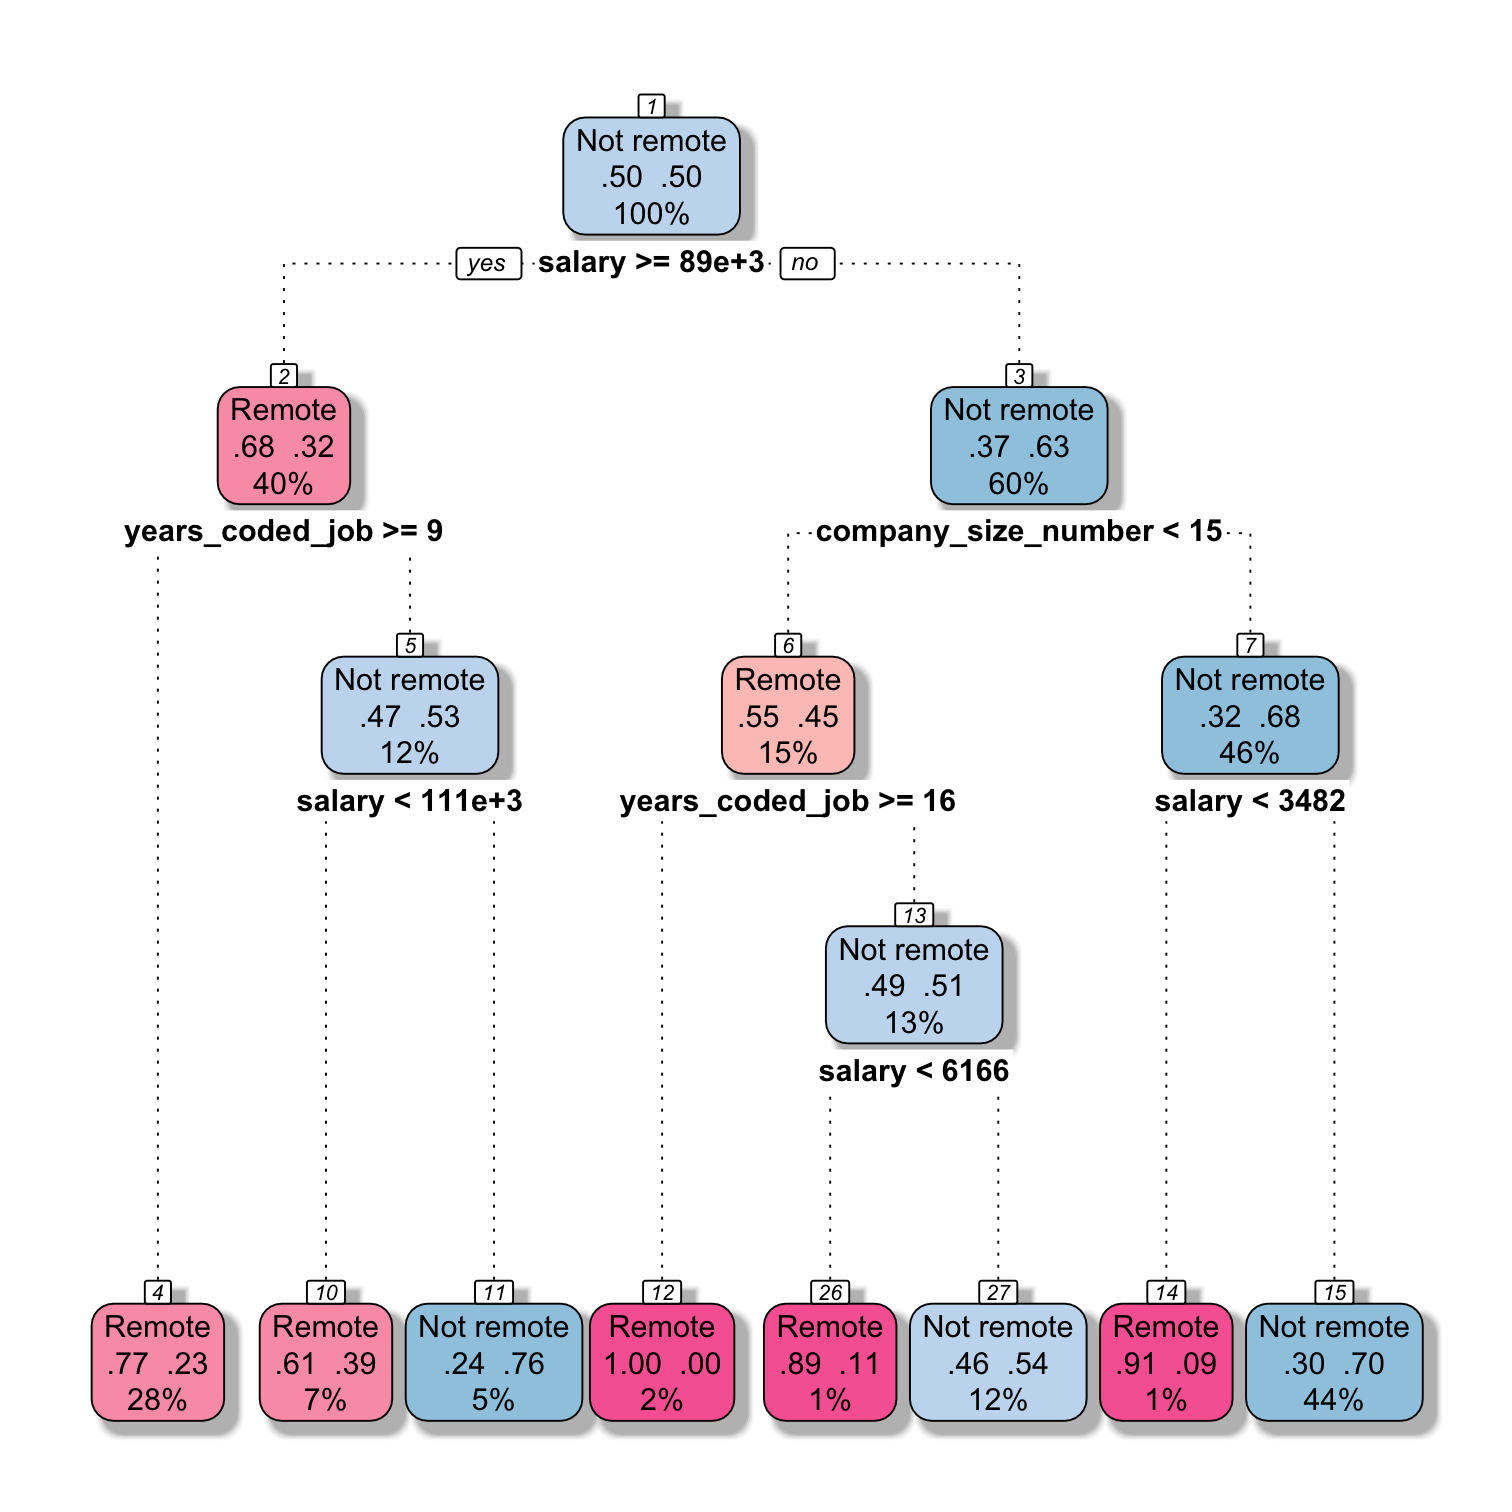 1
Not remote
.50 .50
100%
yes salary >= 89e+3 no
2
Remote
.68 .32
40%
years_coded_job >= 9
3
Not remote
.37 .63
60%
company_size_number < 15
5
Not remote
.47 .53
12%
salary < 111e+3
6
Remote
.55 .45
15%
years_coded_job >= 16
7
Not remote
.32 .68
46%
salary < 3482
13
Not remote
.49 .51
13%
salary < 6166
4
Remote
.77 .23
28%
10
Remote
.61 .39
7%
11
Not remote
.24 .76
5%
12
Remote
1.00 .00
2%
26
Remote
.89 .11
1%
27
Not remote
.46 .54
12%
14
Remote
.91 .09
1%
15
Not remote
.30 .70
44%